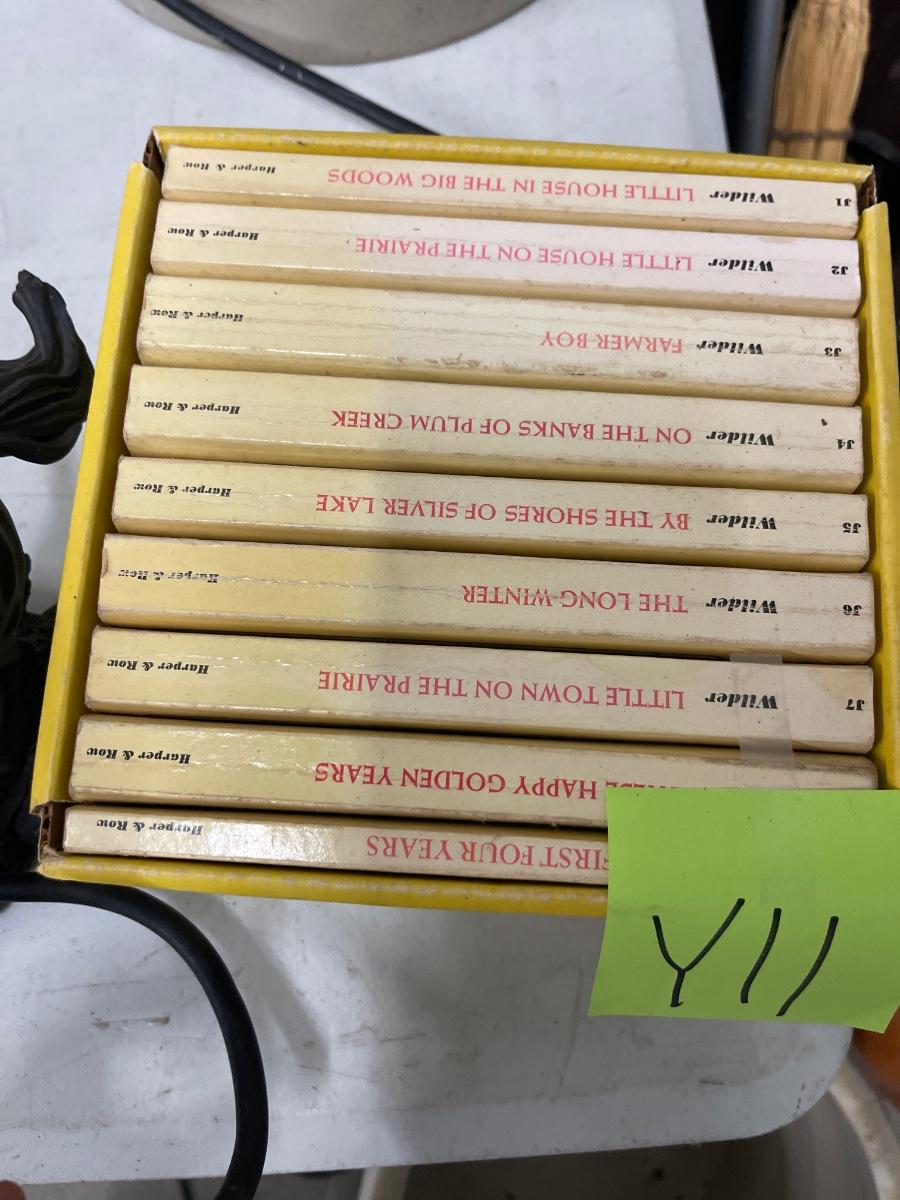 J1 Wilder LITTLE HOUSE IN THE BIG WOODS Harper & Row
J2 Wilder LITTLE HOUSE ON THE PRAIRIE Harper & Row
J3 Wilder FARMER BOY Harper & Row
J4 Wilder ON THE BANKS OF PLUM CREEK Harper & Row
J5 Wilder BY THE SHORES OF SILVER LAKE Harper & Row
J6 Wilder THE LONG WINTER Harper & Row
J7 Wilder LITTLE TOWN ON THE PRAIRIE Harper & Row
HAPPY GOLDEN YEARS Harper & Row
FIRST FOUR YEARS Harper & Row
Y11